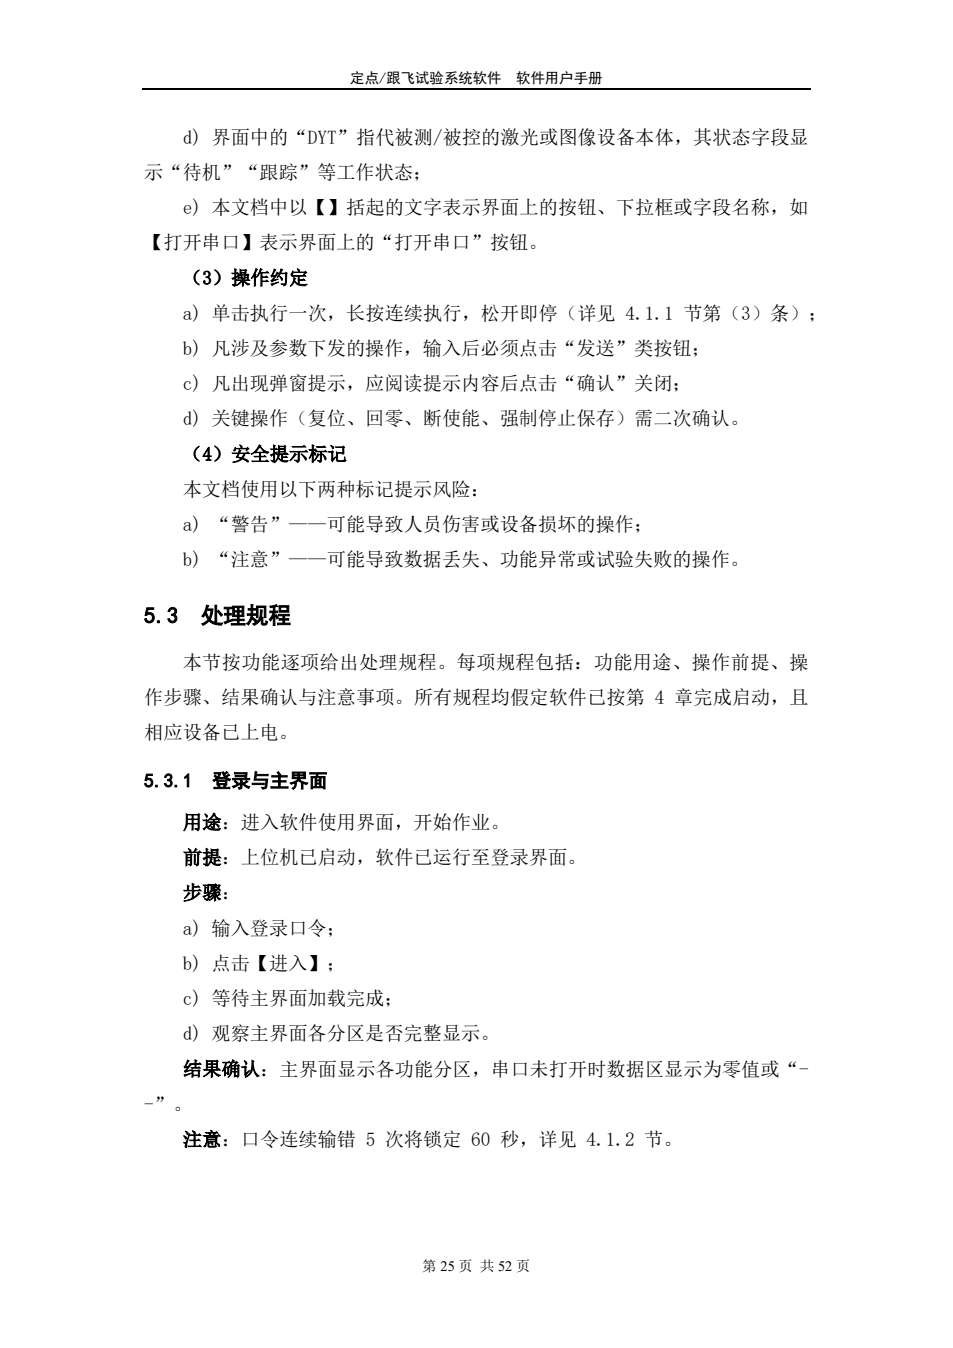 定点/跟飞试验系统软件　软件用户手册
d) 界面中的“DYT”指代被测/被控的激光或图像设备本体，其状态字段显
示“待机”“跟踪”等工作状态；
e) 本文档中以【】括起的文字表示界面上的按钮、下拉框或字段名称，如
【打开串口】表示界面上的“打开串口”按钮。
（3）操作约定
a) 单击执行一次，长按连续执行，松开即停（详见 4.1.1 节第（3）条）；
b) 凡涉及参数下发的操作，输入后必须点击“发送”类按钮；
c) 凡出现弹窗提示，应阅读提示内容后点击“确认”关闭；
d) 关键操作（复位、回零、断使能、强制停止保存）需二次确认。
（4）安全提示标记
本文档使用以下两种标记提示风险：
a) “警告”——可能导致人员伤害或设备损坏的操作；
b) “注意”——可能导致数据丢失、功能异常或试验失败的操作。
5.3　处理规程
本节按功能逐项给出处理规程。每项规程包括：功能用途、操作前提、操
作步骤、结果确认与注意事项。所有规程均假定软件已按第 4 章完成启动，且
相应设备已上电。
5.3.1　登录与主界面
用途：进入软件使用界面，开始作业。
前提：上位机已启动，软件已运行至登录界面。
步骤：
a) 输入登录口令；
b) 点击【进入】；
c) 等待主界面加载完成；
d) 观察主界面各分区是否完整显示。
结果确认：主界面显示各功能分区，串口未打开时数据区显示为零值或“-
-”。
注意：口令连续输错 5 次将锁定 60 秒，详见 4.1.2 节。
第 25 页 共 52 页